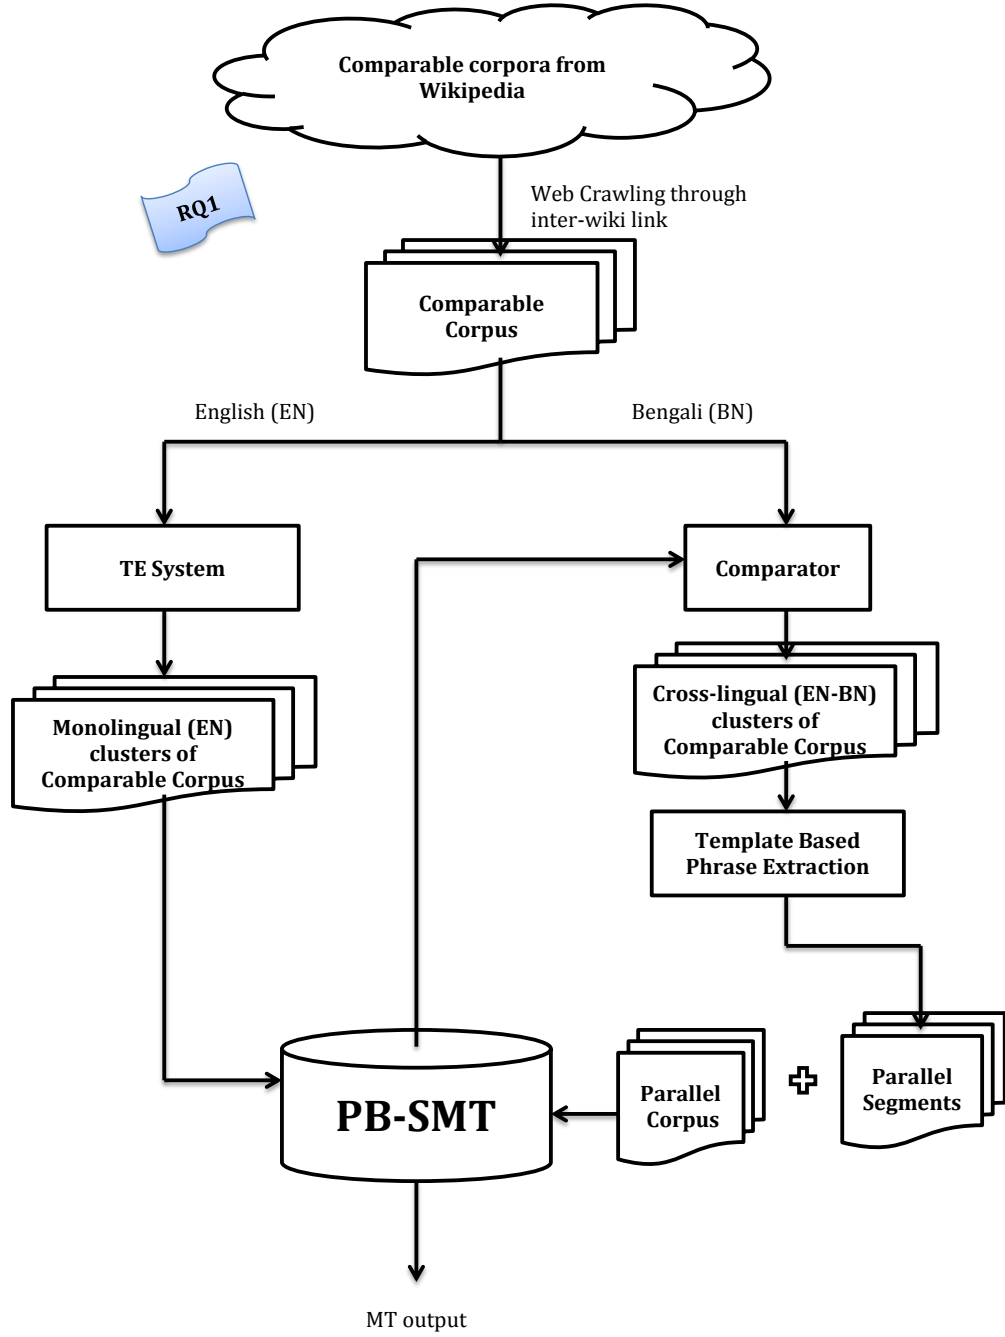 Comparable corpora from
Wikipedia
RQ1
Web Crawling through
inter-wiki link
Comparable
Corpus
English (EN)
Bengali (BN)
TE System
Comparator
Monolingual (EN)
clusters of
Comparable Corpus
Cross-lingual (EN-BN)
clusters of
Comparable Corpus
Template Based
Phrase Extraction
PB-SMT
Parallel
Corpus
Parallel
Segments
MT output